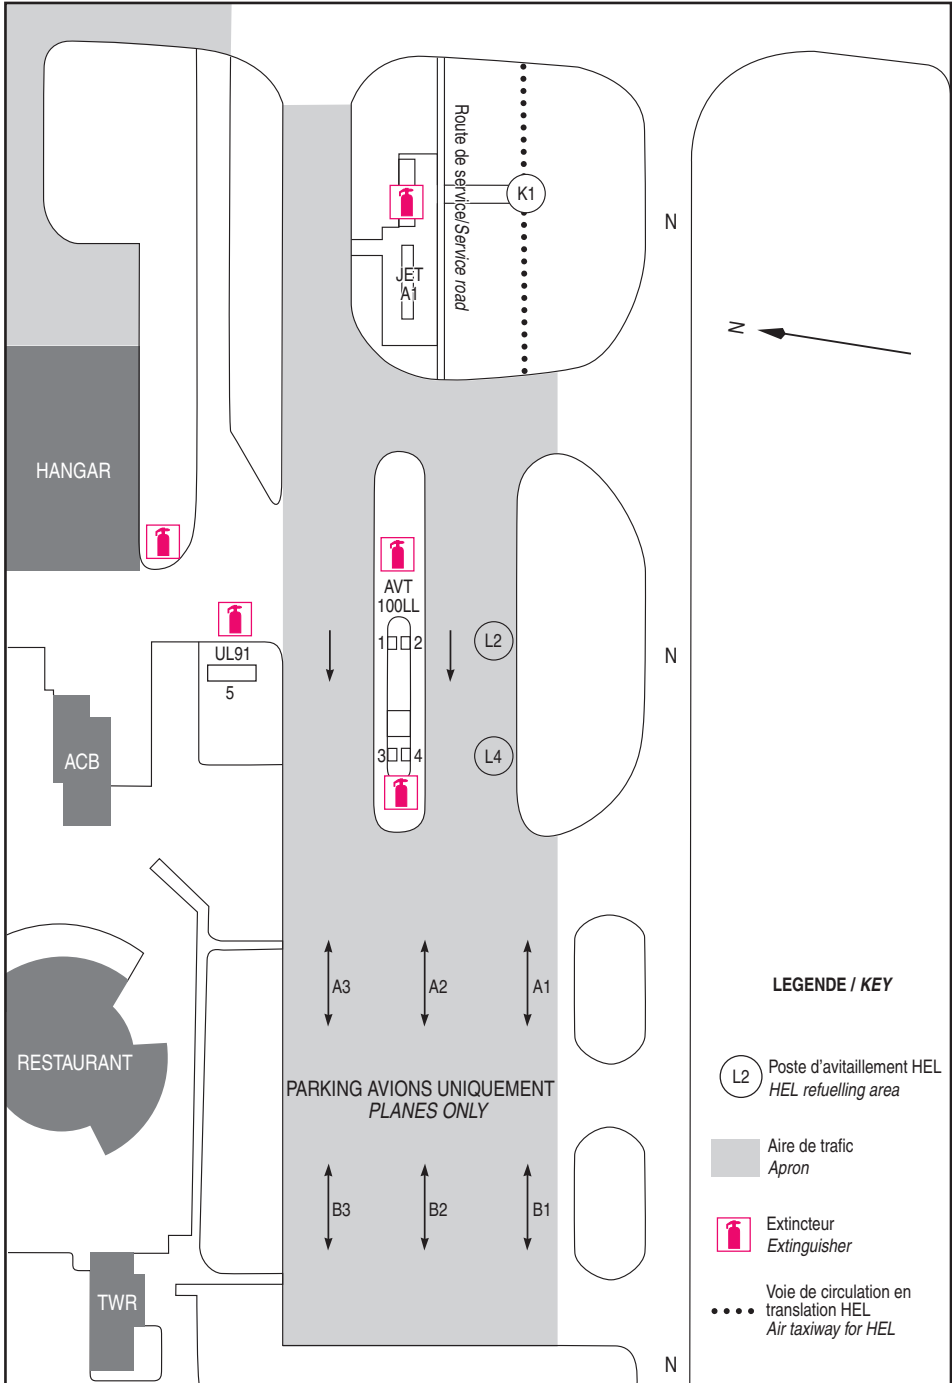 Route de service/Service road
K1
N
JET
A1
N
HANGAR
AVT
100LL
1
2
L2
UL91
5
N
3
4
L4
ACB
A3
A2
A1
LEGENDE / KEY
RESTAURANT
PARKING AVIONS UNIQUEMENT
PLANES ONLY
L2
Poste d'avitaillement HEL
HEL refuelling area
Aire de trafic
Apron
B3
B2
B1
Extincteur
Extinguisher
TWR
Voie de circulation en
translation HEL
Air taxiway for HEL
N